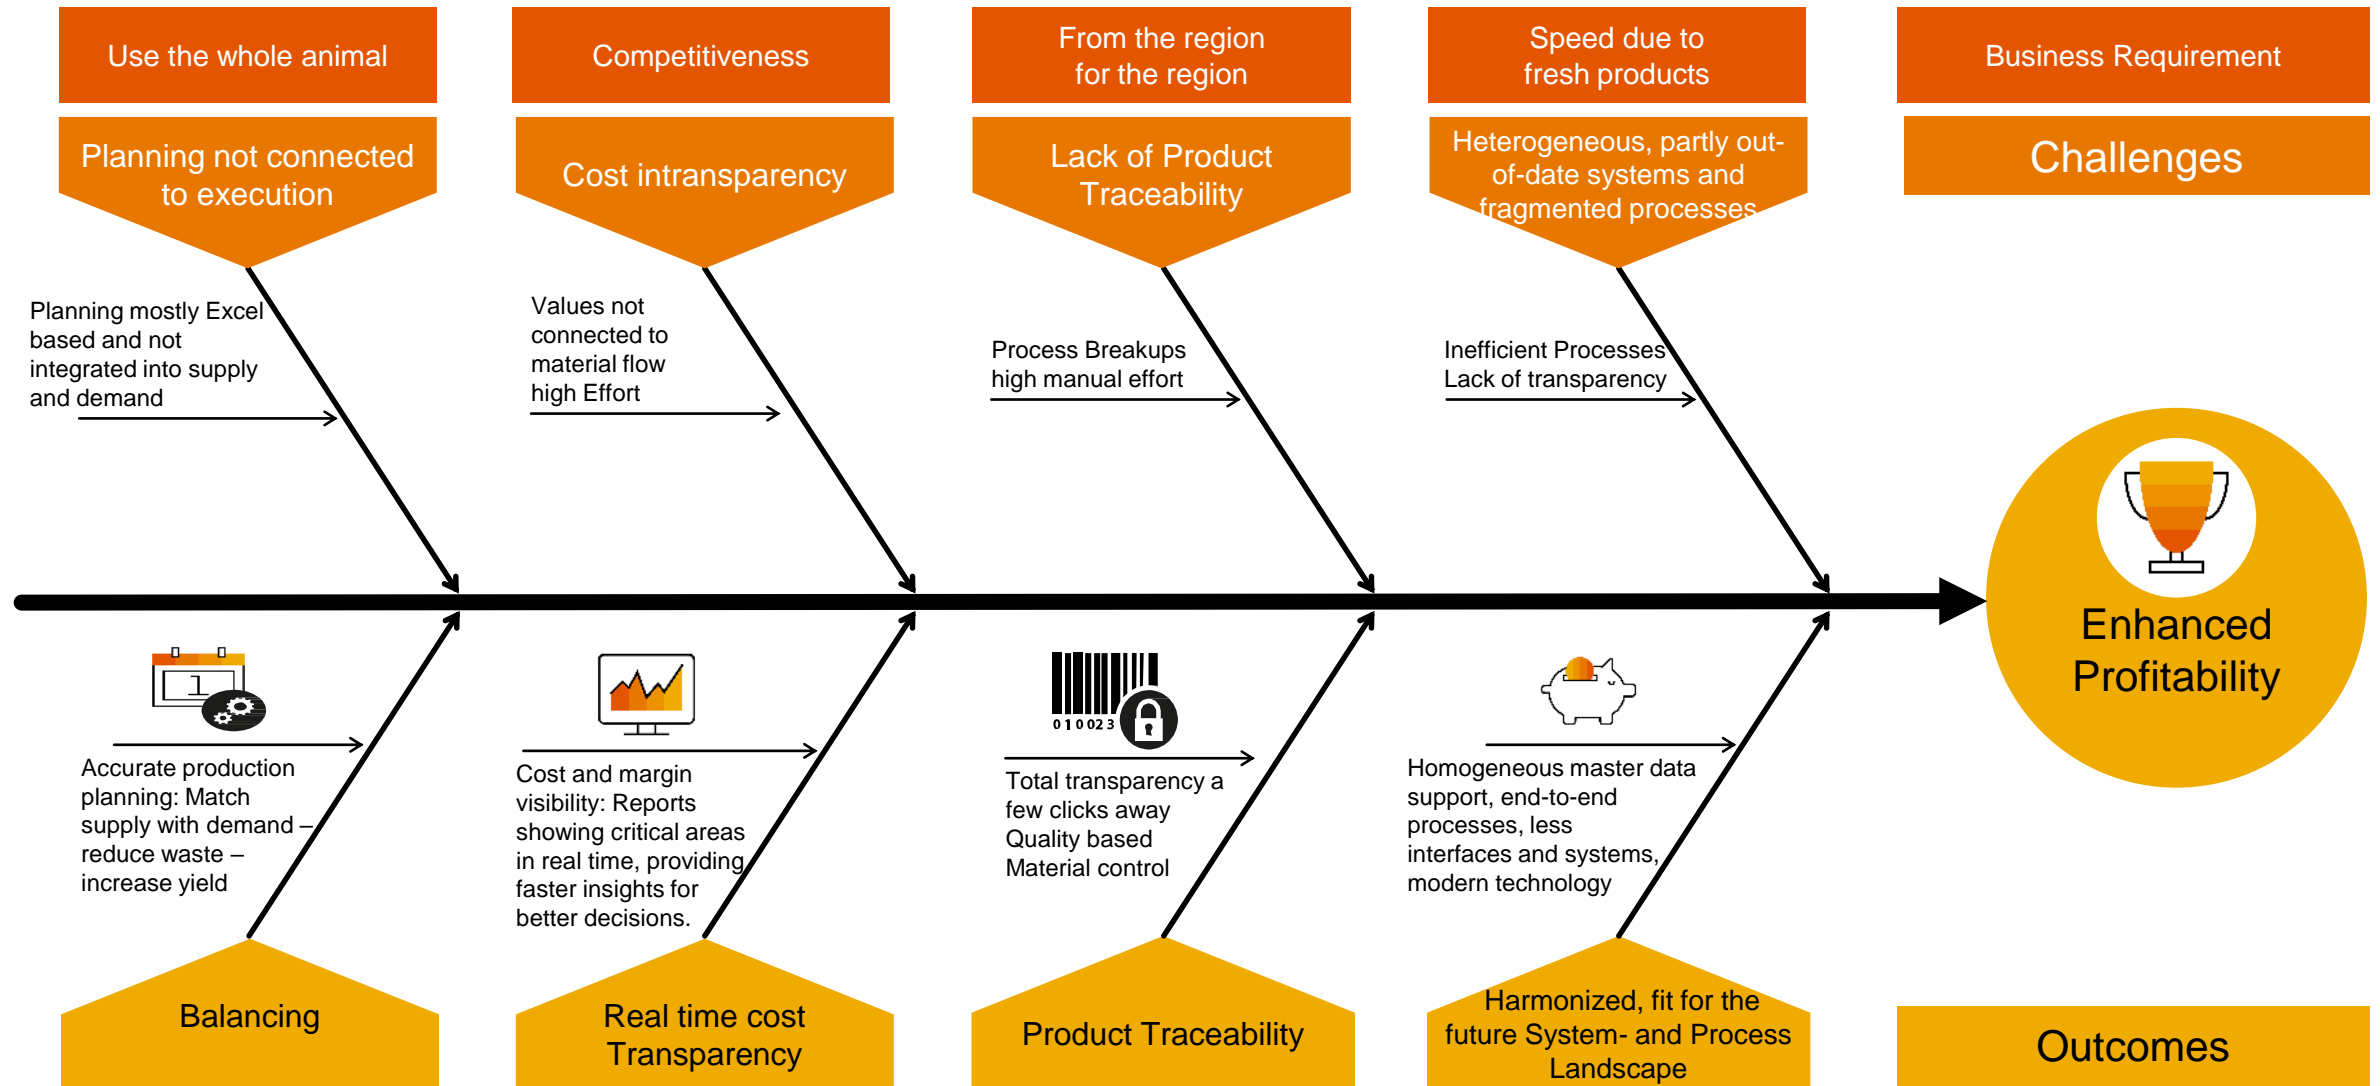 Use the whole animal
Competitiveness
From the region
for the region
Speed due to
fresh products
Business Requirement
Planning not connected
to execution
Cost intransparency
Lack of Product
Traceability
Heterogeneous, partly out-
of-date systems and
fragmented processes
Challenges
Planning mostly Excel
based and not
integrated into supply
and demand
Values not
connected to
material flow
high Effort
Process Breakups
high manual effort
Inefficient Processes
Lack of transparency
Enhanced
Profitability
1
Accurate production
planning: Match
supply with demand –
reduce waste –
increase yield
Cost and margin
visibility: Reports
showing critical areas
in real time, providing
faster insights for
better decisions.
010023
Total transparency a
few clicks away
Quality based
Material control
Homogeneous master data
support, end-to-end
processes, less
interfaces and systems,
modern technology
Balancing
Real time cost
Transparency
Product Traceability
Harmonized, fit for the
future System- and Process
Landscape
Outcomes